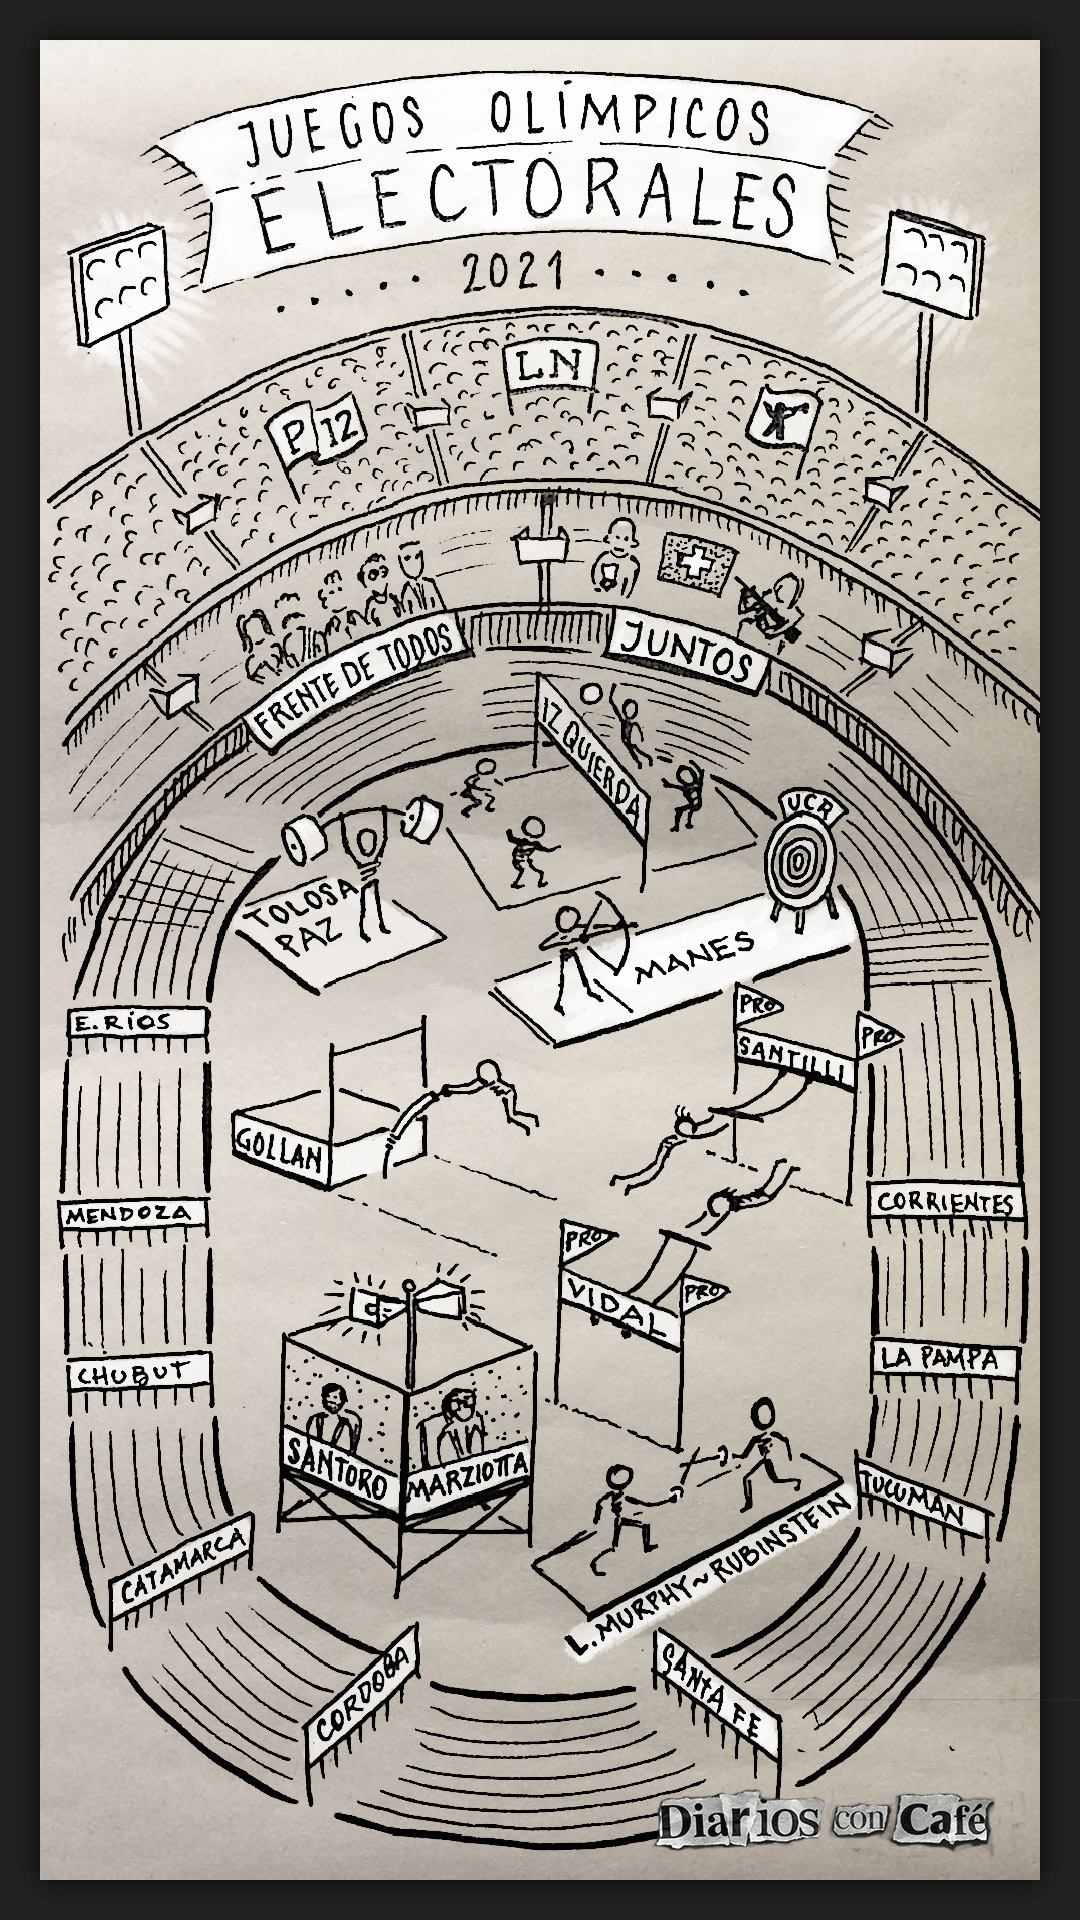 JUEGOS OLÍMPICOS
ELECTORALES
2021
P 12
LN
FRENTE DE TODOS
JUNTOS
IZQUIERDA
UCR
TOLOSA
PAZ
MANES
E. RÍOS
PRO
PRO
SANTILLI
GOLLAN
MENDOZA
CORRIENTES
PRO
VIDAL
PRO
CHUBUT
LA PAMPA
SANTORO
MARZIOTTA
TUCUMAN
L. MURPHY ~ RUBINSTEIN
CATAMARCA
CORDOBA
SANTA FE
Diarios con Café